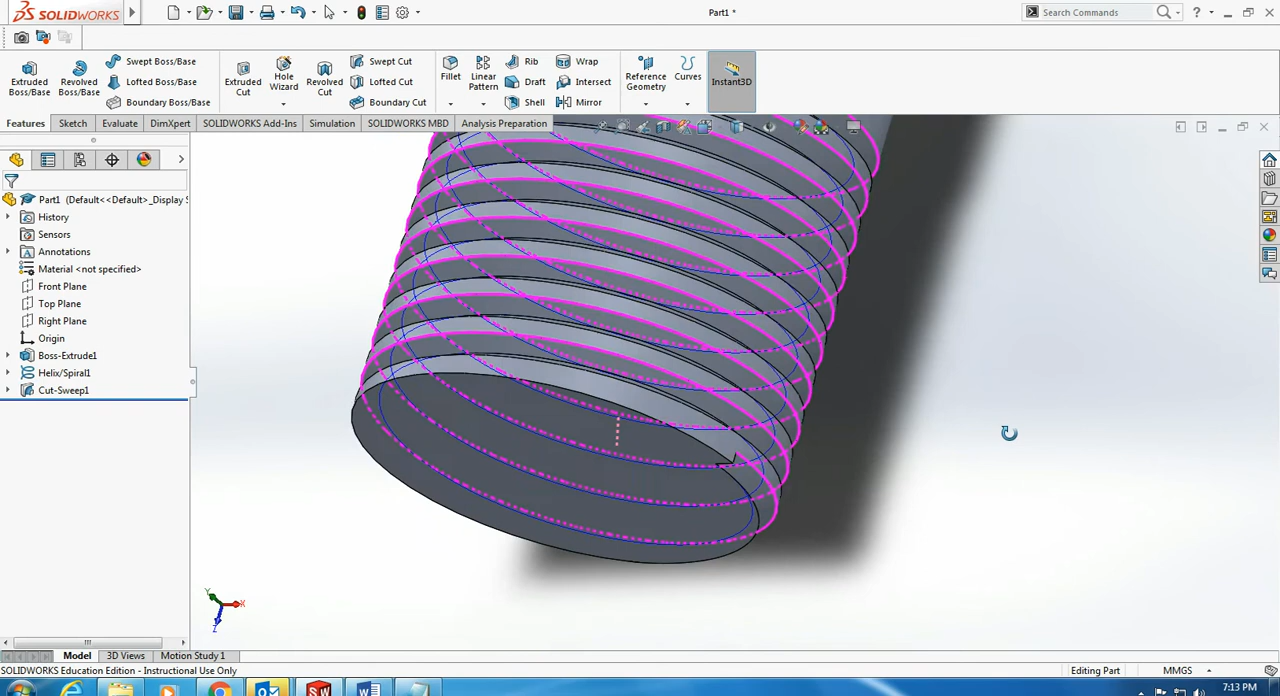 SOLIDWORKS
Part1 *
Search Commands
Extruded Boss/Base
Revolved Boss/Base
Swept Boss/Base
Lofted Boss/Base
Boundary Boss/Base
Extruded Cut
Hole Wizard
Revolved Cut
Swept Cut
Lofted Cut
Boundary Cut
Fillet
Linear Pattern
Rib
Draft
Shell
Wrap
Intersect
Mirror
Reference Geometry
Curves
Instant3D
Features
Sketch
Evaluate
DimXpert
SOLIDWORKS Add-Ins
Simulation
SOLIDWORKS MBD
Analysis Preparation
Part1 (Default<<Default>_Display S
History
Sensors
Annotations
Material <not specified>
Front Plane
Top Plane
Right Plane
Origin
Boss-Extrude1
Helix/Spiral1
Cut-Sweep1
Y
X
Z
Model
3D Views
Motion Study 1
SOLIDWORKS Education Edition - Instructional Use Only
Editing Part
MMGS
7:13 PM